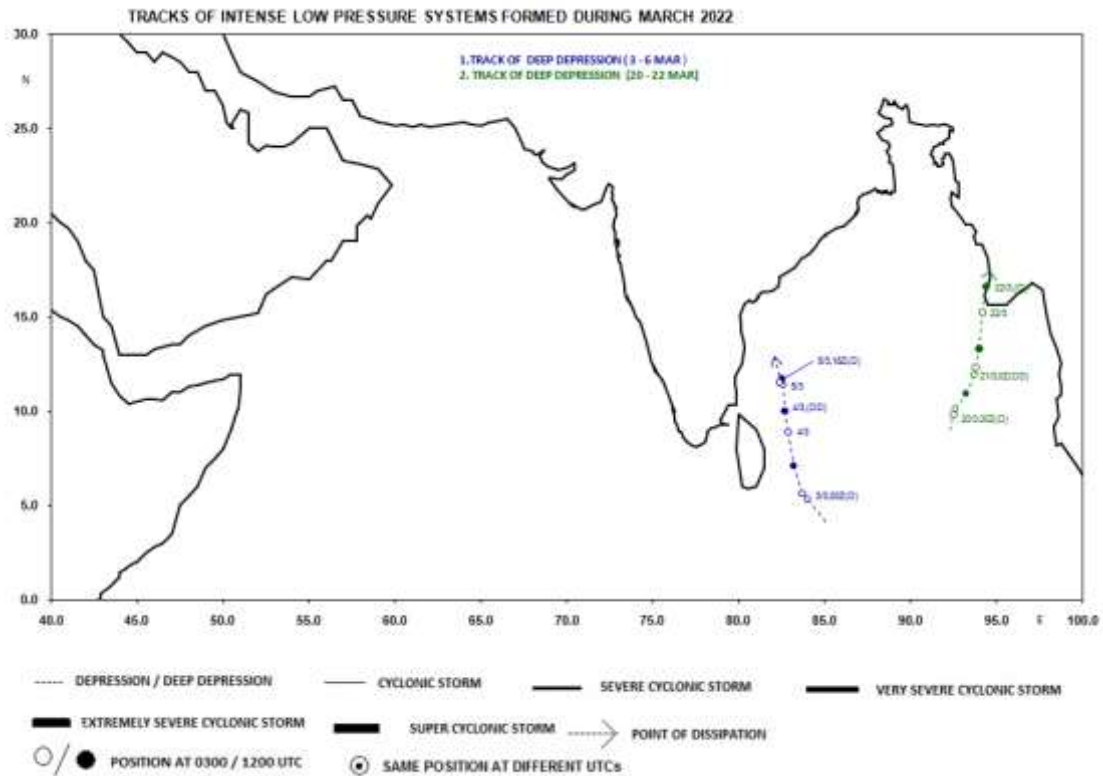 TRACKS OF INTENSE LOW PRESSURE SYSTEMS FORMED DURING MARCH 2022
30.0
N
1.TRACK OF DEEP DEPRESSION ( 3 - 6 MAR )
2. TRACK OF DEEP DEPRESSION [20 - 22 MAR]
25.0
20.0
15.0
22/3
5/3
4/3,(DD)
10.0
4/3
5.0
0.0
40.0 45.0 50.0 55.0 60.0 65.0 70.0 75.0 80.0 85.0 90.0 95.0 E 100.0
DEPRESSION / DEEP DEPRESSION
CYCLONIC STORM
SEVERE CYCLONIC STORM
VERY SEVERE CYCLONIC STORM
EXTREMELY SEVERE CYCLONIC STORM
SUPER CYCLONIC STORM
POINT OF DISSIPATION
POSITION AT 0300 / 1200 UTC
SAME POSITION AT DIFFERENT UTCs